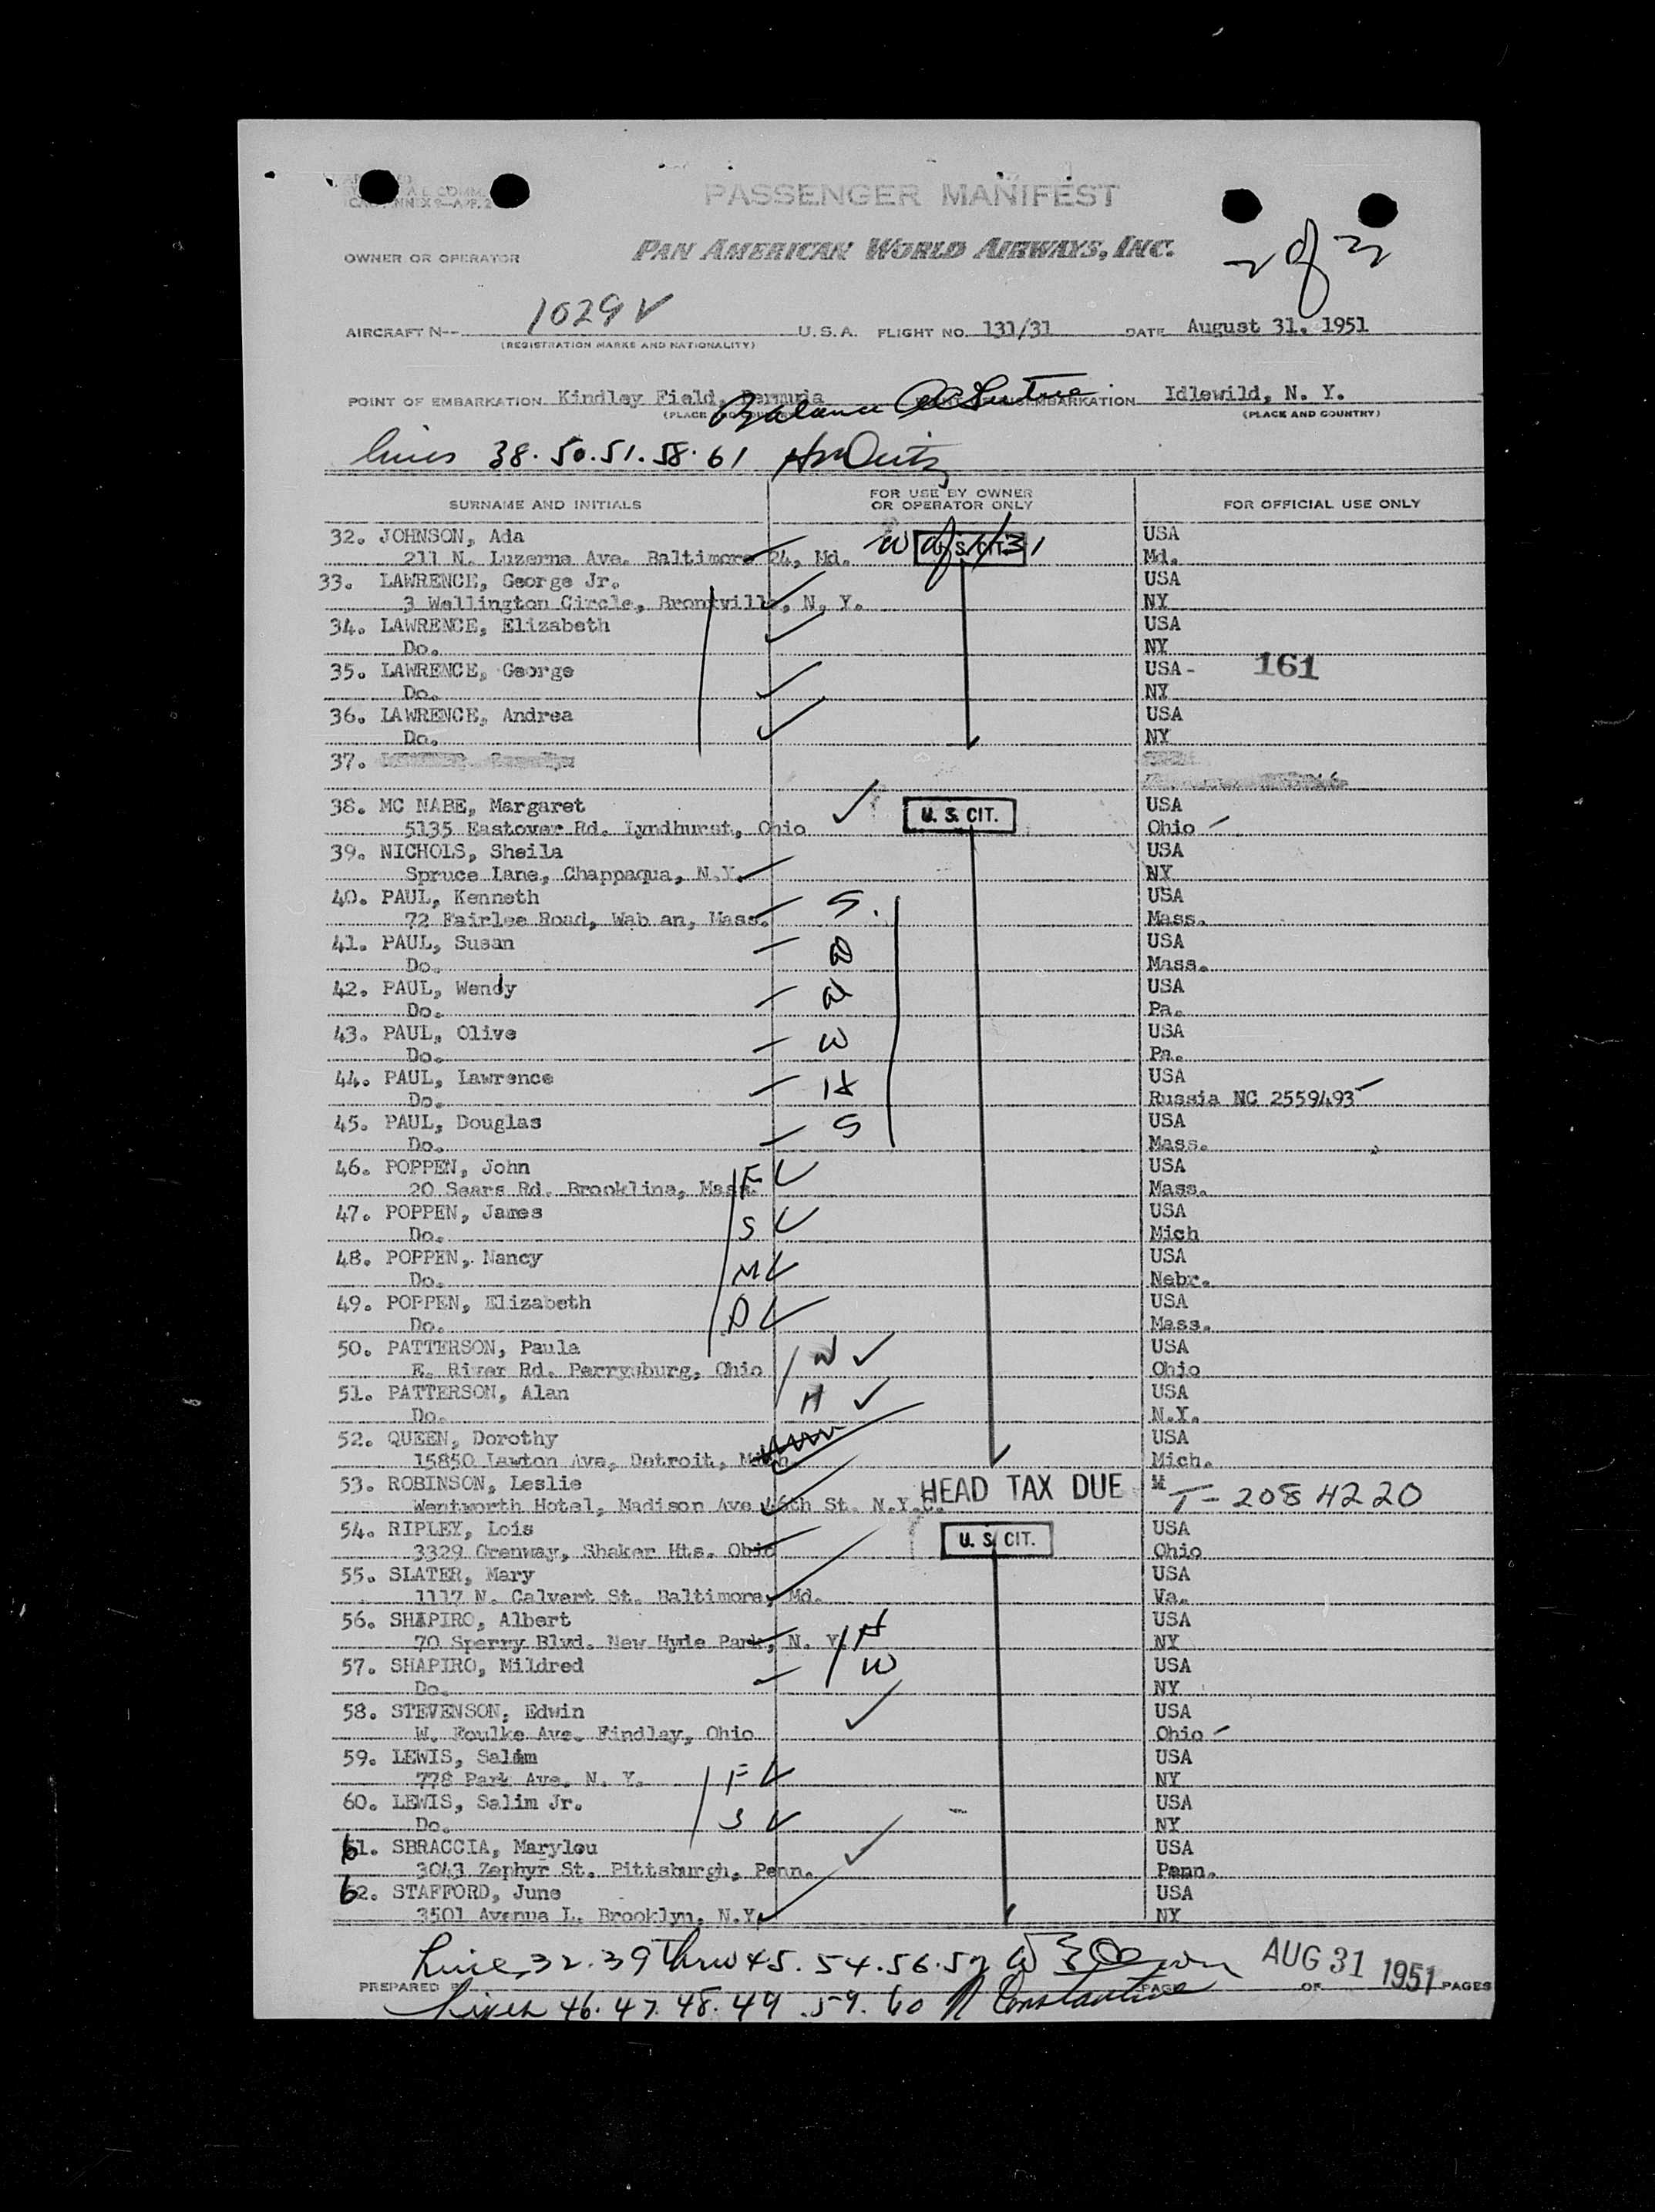 PASSENGER MANIFEST
OWNER OR OPERATOR PAN AMERICAN WORLD AIRWAYS, INC.
2 of 2
AIRCRAFT N-- 1029V U.S.A. FLIGHT NO. 131/31 DATE August 31, 1951
(REGISTRATION MARKS AND NATIONALITY)
POINT OF EMBARKATION Kindley Field, Bermuda Balance EMBARKATION Idlewild, N. Y.
(PLACE AND COUNTRY) (PLACE AND COUNTRY)
lines 38. 50. 51. 58. 61
SURNAME AND INITIALS FOR USE BY OWNER OR OPERATOR ONLY FOR OFFICIAL USE ONLY
32. JOHNSON, Ada W of 1/31 U. S. CIT. USA
211 N. Luzerne Ave. Baltimore 24, Md. Md.
33. LAWRENCE, George Jr. USA
3 Wellington Circle, Bronxville, N. Y. NY
34. LAWRENCE, Elizabeth USA
Do. NY
35. LAWRENCE, George USA - 161
Do. NY
36. LAWRENCE, Andrea USA
Do. NY
37.
38. MC NABE, Margaret U. S. CIT. USA
5135 Eastover Rd. Lyndhurst, Ohio Ohio
39. NICHOLS, Sheila USA
Spruce Lane, Chappaqua, N.Y. NY
40. PAUL, Kenneth S. USA
72 Fairlee Road, Wab an, Mass. Mass.
41. PAUL, Susan D USA
Do. Mass.
42. PAUL, Wendy USA
Do. Pa.
43. PAUL, Olive W USA
Do. Pa.
44. PAUL, Lawrence H USA
Do. Russia NC 2559493
45. PAUL, Douglas S USA
Do. Mass.
46. POPPEN, John F USA
20 Sears Rd. Brookline, Mass. Mass.
47. POPPEN, James S USA
Do. Mich
48. POPPEN, Nancy M USA
Do. Nebr.
49. POPPEN, Elizabeth D USA
Do. Mass.
50. PATTERSON, Paula W USA
E. River Rd. Perrysburg, Ohio Ohio
51. PATTERSON, Alan H USA
Do. N.Y.
52. QUEEN, Dorothy USA
15850 Lawton Ave, Detroit, Mich. Mich.
53. ROBINSON, Leslie HEAD TAX DUE T-2084220
Wentworth Hotel, Madison Ave 46th St. N.Y.C.
54. RIPLEY, Lois U. S. CIT. USA
3329 Grenway, Shaker Hts. Ohio Ohio
55. SLATER, Mary USA
1117 N. Calvert St. Baltimore, Md. Va.
56. SHAPIRO, Albert H USA
70 Sperry Blvd. New Hyde Park, N. Y. NY
57. SHAPIRO, Mildred W USA
Do. NY
58. STEVENSON, Edwin USA
W. Foulke Ave. Findlay, Ohio Ohio
59. LEWIS, Salim F USA
778 Park Ave. N. Y. NY
60. LEWIS, Salim Jr. S USA
Do. NY
61. SBRACCIA, Marylou USA
3043 Zephyr St. Pittsburgh, Penn. Penn.
62. STAFFORD, June USA
3501 Avenue L. Brooklyn, N.Y. NY
Line, 32. 39 Thru 45. 54. 56. 57 AUG 31 1951
PREPARED PAGE OF PAGES
Lines 46. 47. 48. 49. 59. 60 Constantine